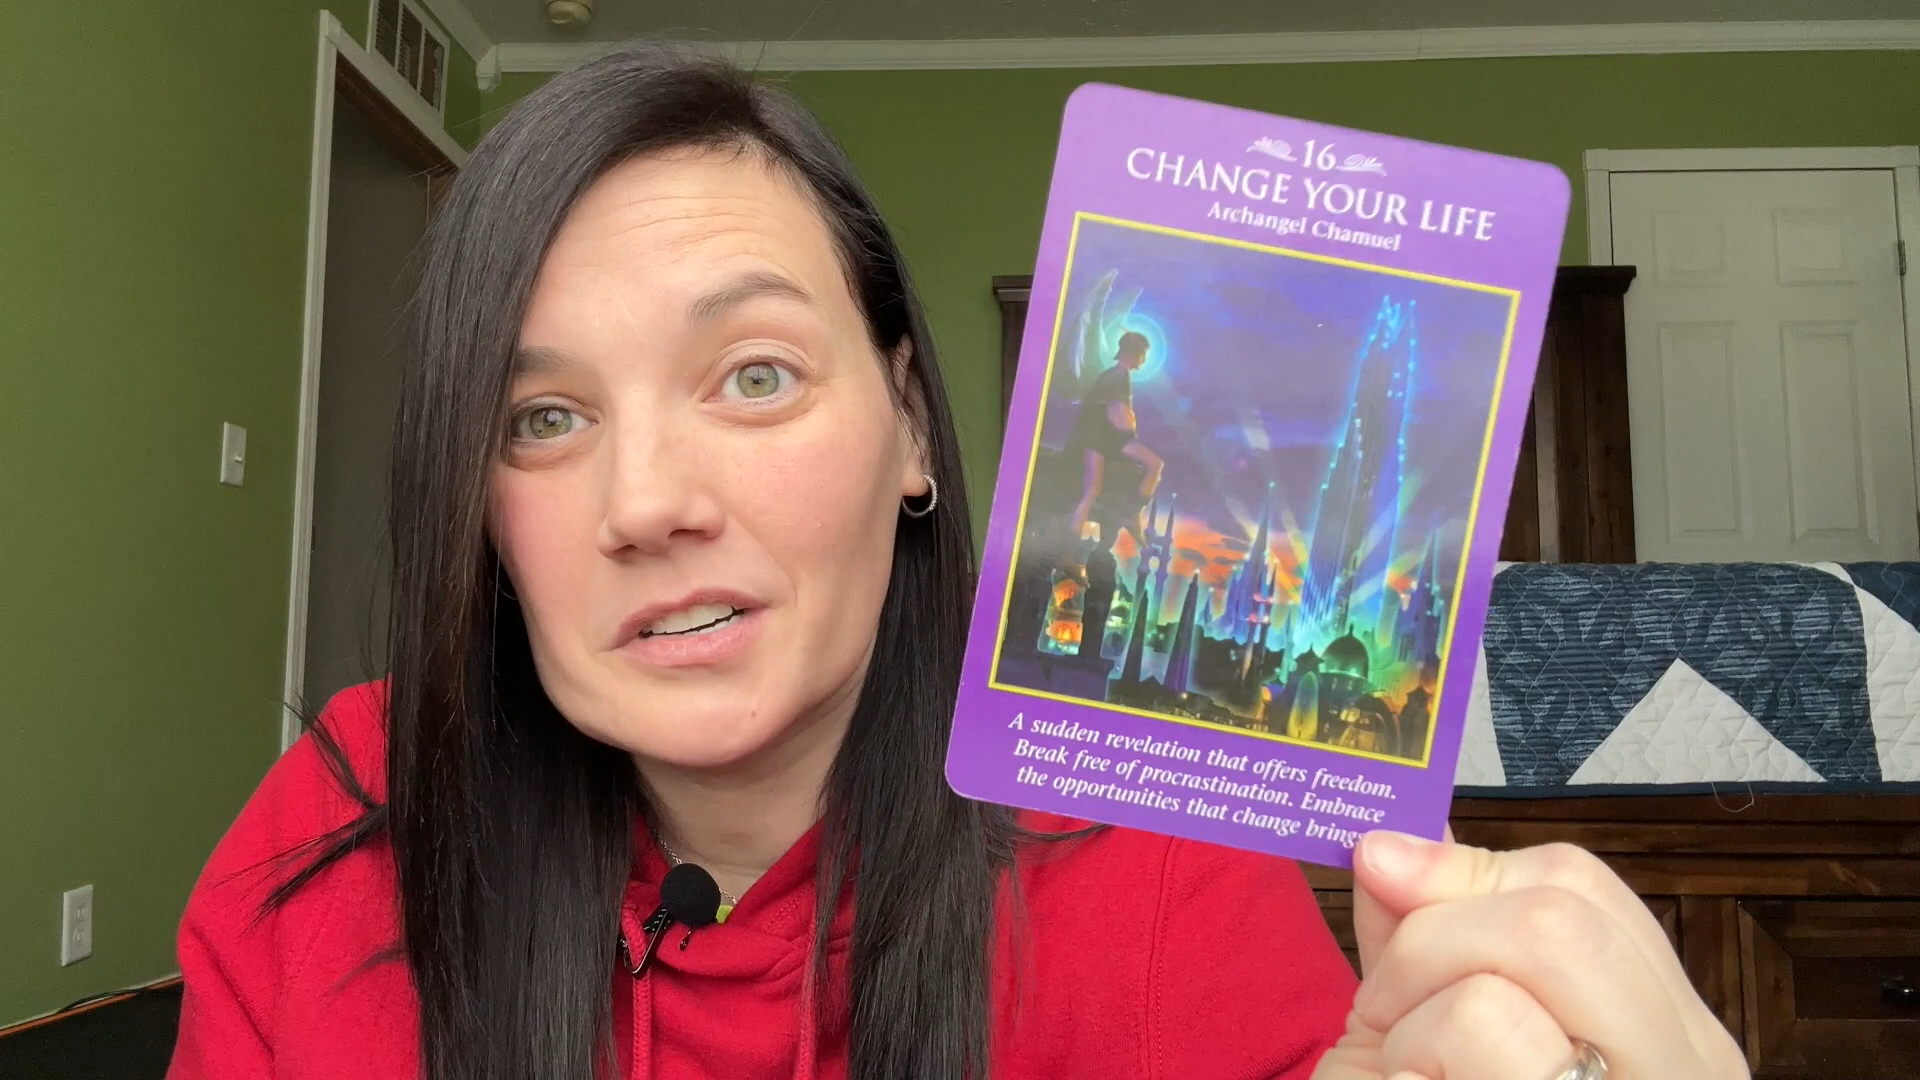 16
CHANGE YOUR LIFE
Archangel Chamuel
A sudden revelation that offers freedom.
Break free of procrastination. Embrace
the opportunities that change brings